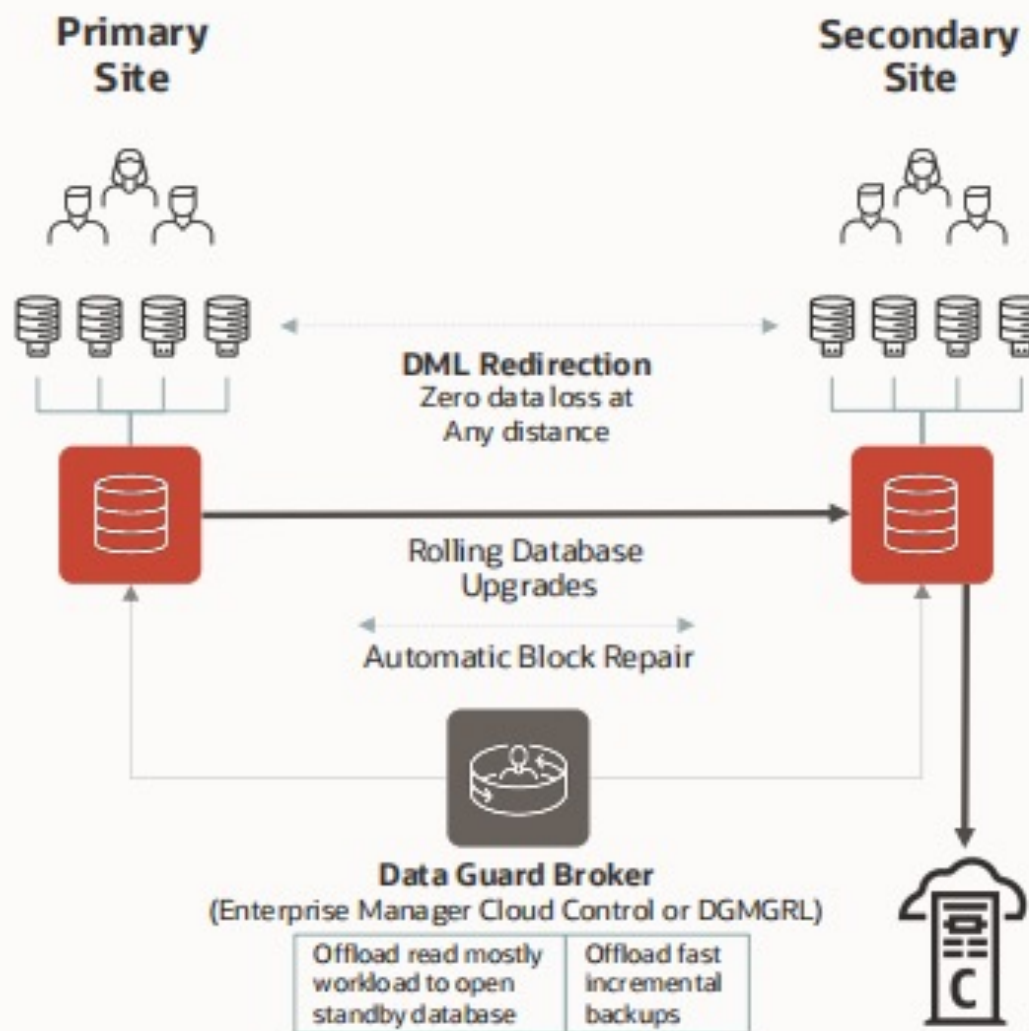 Primary
Site
Secondary
Site
DML Redirection
Zero data loss at
Any distance
Rolling Database
Upgrades
Automatic Block Repair
Data Guard Broker
(Enterprise Manager Cloud Control or DGMGRL)
Offload read mostly
workload to open
standby database
Offload fast
incremental
backups
C